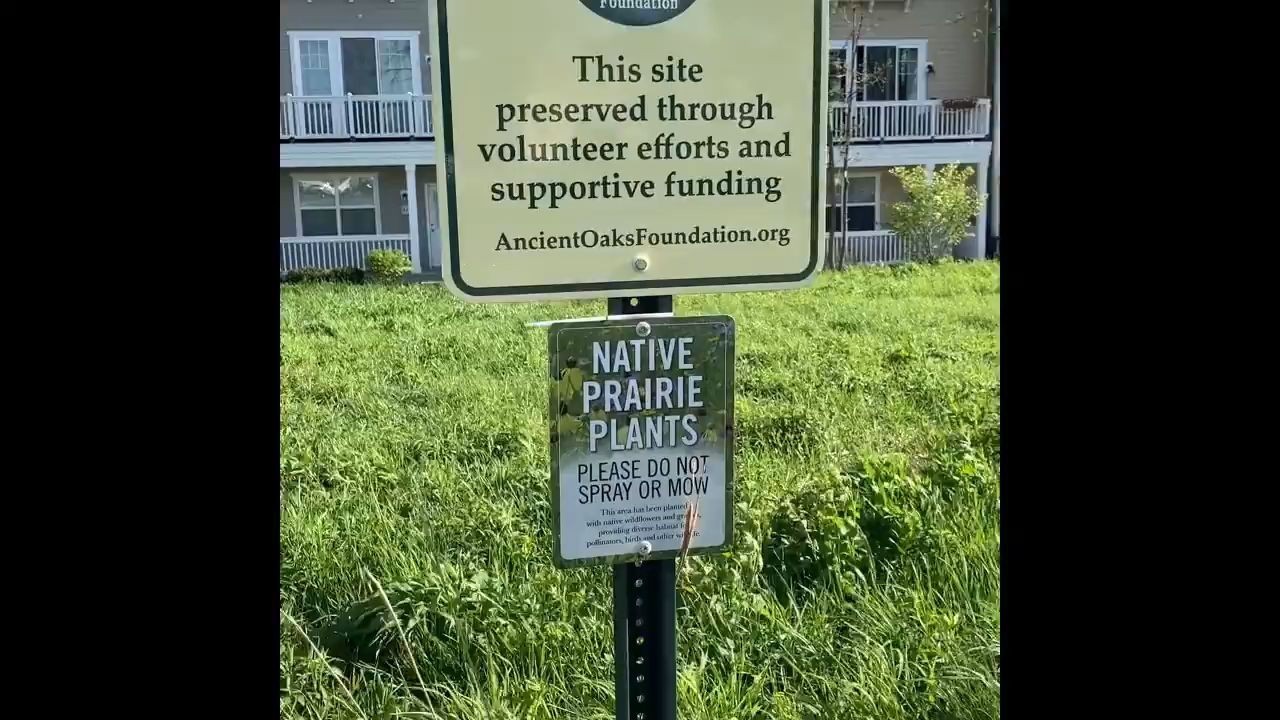 Foundation
This site
preserved through
volunteer efforts and
supportive funding
AncientOaksFoundation.org
NATIVE
PRAIRIE
PLANTS
PLEASE DO NOT
SPRAY OR MOW
This area has been planted
with native wildflowers and
providing diverse habitat
pollinators, birds and other